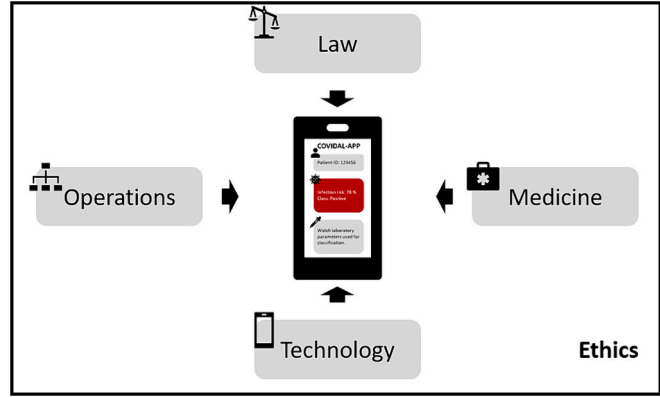 Law
COVIDAL-APP
Patient ID: 123456
Operations
Infection risk: 78 %
Class: Positive
Medicine
Watch laboratory
parameters used for
classification.
Technology
Ethics